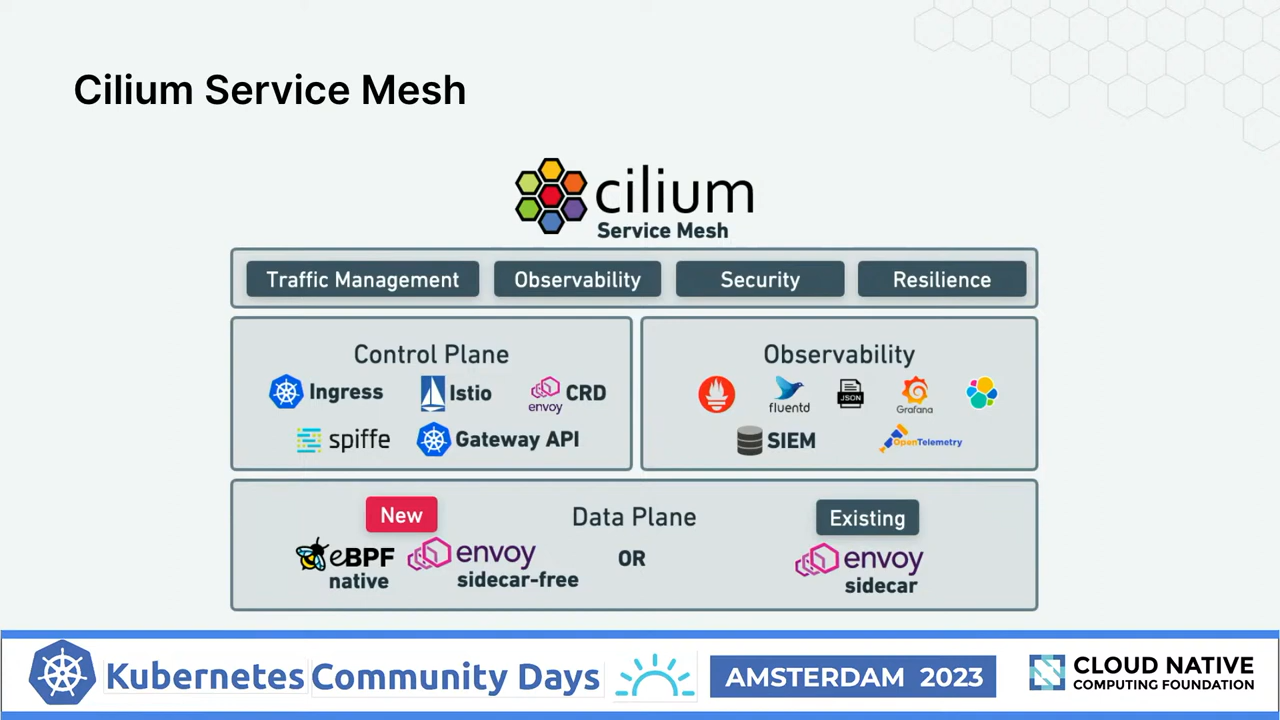 Cilium Service Mesh
cilium
Service Mesh
Traffic Management
Observability
Security
Resilience
Control Plane
Ingress
Istio
envoy
CRD
spiffe
Gateway API
Observability
fluentd
JSON
Grafana
SIEM
OpenTelemetry
New
Data Plane
Existing
eBPF
native
envoy
sidecar-free
OR
envoy
sidecar
Kubernetes Community Days
AMSTERDAM 2023
CLOUD NATIVE
COMPUTING FOUNDATION